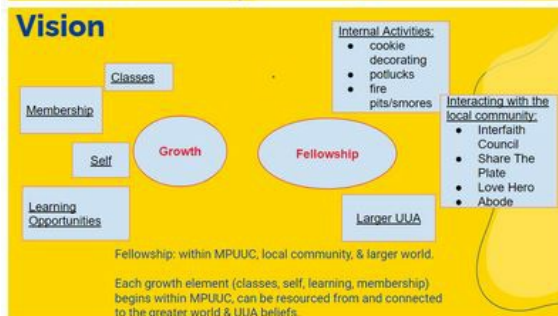 Vision
Classes
Membership
Self
Learning
Opportunities
Growth
Internal Activities:
● cookie
decorating
● potlucks
● fire
pits/smores
Fellowship
Interacting with the
local community:
● Interfaith
Council
● Share The
Plate
● Love Hero
● Abode
Larger UUA
Fellowship: within MPUUC, local community, & larger world.
Each growth element (classes, self, learning, membership)
begins within MPUUC, can be resourced from and connected
to the greater world & UUA beliefs.